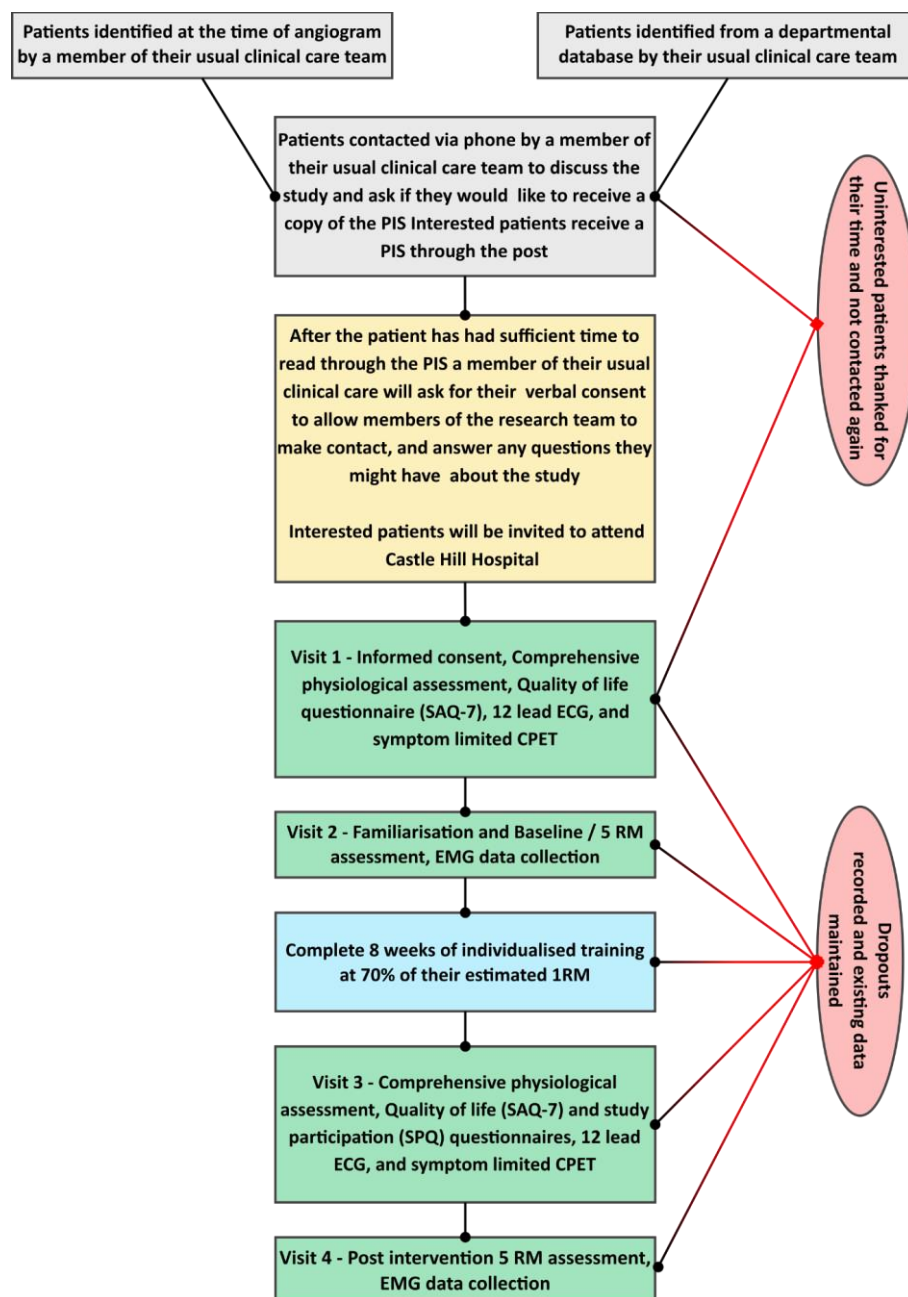 Patients identified at the time of angiogram
by a member of their usual clinical care team
Patients identified from a departmental
database by their usual clinical care team
Patients contacted via phone by a member of
their usual clinical care team to discuss the
study and ask if they would like to receive a
copy of the PIS Interested patients receive a
PIS through the post
Uninterested patients thanked for
their time and not contacted again
After the patient has had sufficient time to
read through the PIS a member of their usual
clinical care will ask for their verbal consent
to allow members of the research team to
make contact, and answer any questions they
might have about the study
Interested patients will be invited to attend
Castle Hill Hospital
Visit 1 - Informed consent, Comprehensive
physiological assessment, Quality of life
questionnaire (SAQ-7), 12 lead ECG, and
symptom limited CPET
Visit 2 - Familiarisation and Baseline / 5 RM
assessment, EMG data collection
Complete 8 weeks of individualised training
at 70% of their estimated 1RM
Dropouts
recorded and existing data
maintained
Visit 3 - Comprehensive physiological
assessment, Quality of life (SAQ-7) and study
participation (SPQ) questionnaires, 12 lead
ECG, and symptom limited CPET
Visit 4 - Post intervention 5 RM assessment,
EMG data collection